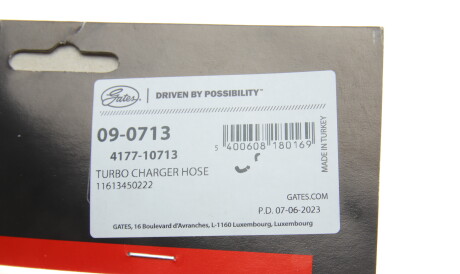 Gates
DRIVEN BY POSSIBILITY™
09-0713
4177-10713
TURBO CHARGER HOSE
11613450222
5 400608 180169
MADE IN TURKEY
GATES.COM
P.D. 07-06-2023
GATES, 16 Boulevard d'Avranches, L-1160 Luxembourg, Luxembourg